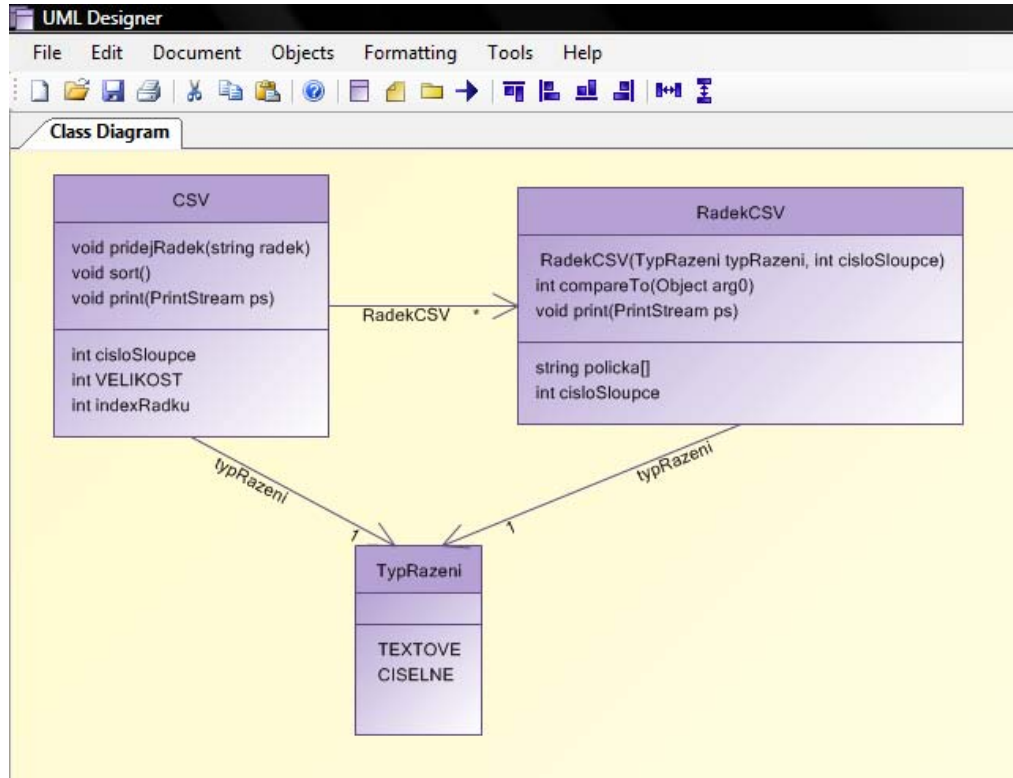 UML Designer
File Edit Document Objects Formatting Tools Help
Class Diagram
CSV
void pridejRadek(string radek)
void sort()
void print(PrintStream ps)
int cisloSloupce
int VELIKOST
int indexRadku
RadekCSV *
RadekCSV
RadekCSV(TypRazeni typRazeni, int cisloSloupce)
int compareTo(Object arg0)
void print(PrintStream ps)
string policka[]
int cisloSloupce
typRazeni
1
typRazeni
1
TypRazeni
TEXTOVE
CISELNE